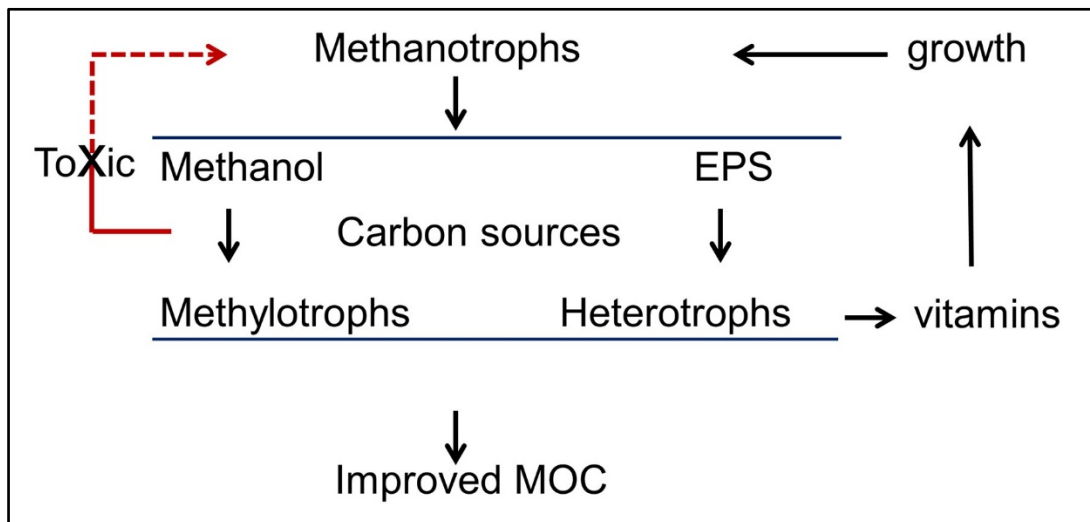 Methanotrophs
growth
ToXic
Methanol
EPS
Carbon sources
Methylotrophs
Heterotrophs
vitamins
Improved MOC